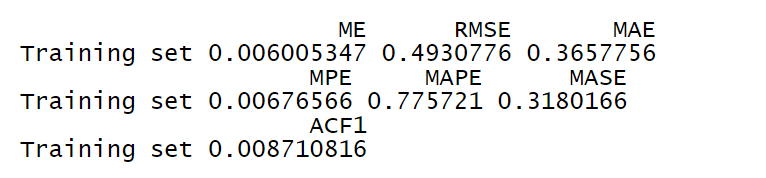 ME RMSE MAE
Training set 0.006005347 0.4930776 0.3657756
MPE MAPE MASE
Training set 0.00676566 0.775721 0.3180166
ACF1
Training set 0.008710816